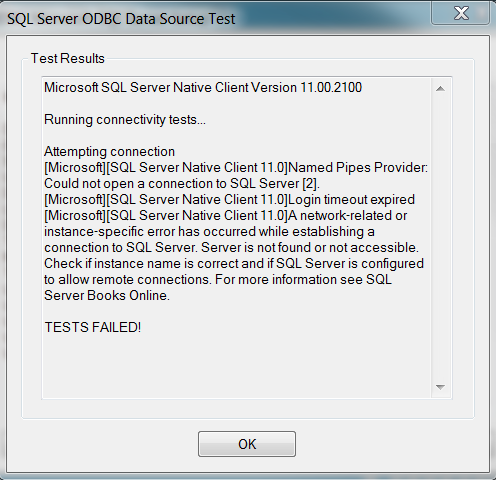 SQL Server ODBC Data Source Test
Test Results
Microsoft SQL Server Native Client Version 11.00.2100
Running connectivity tests...
Attempting connection
[Microsoft][SQL Server Native Client 11.0]Named Pipes Provider:
Could not open a connection to SQL Server [2].
[Microsoft][SQL Server Native Client 11.0]Login timeout expired
[Microsoft][SQL Server Native Client 11.0]A network-related or
instance-specific error has occurred while establishing a
connection to SQL Server. Server is not found or not accessible.
Check if instance name is correct and if SQL Server is configured
to allow remote connections. For more information see SQL
Server Books Online.
TESTS FAILED!
OK